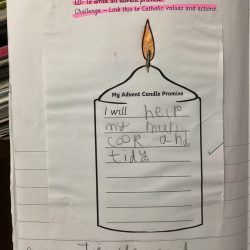 LO: To write an advent promise.
Challenge – Link this to Catholic values and actions.
My Advent Candle Promise
I will help
my mum
cook and
tidy